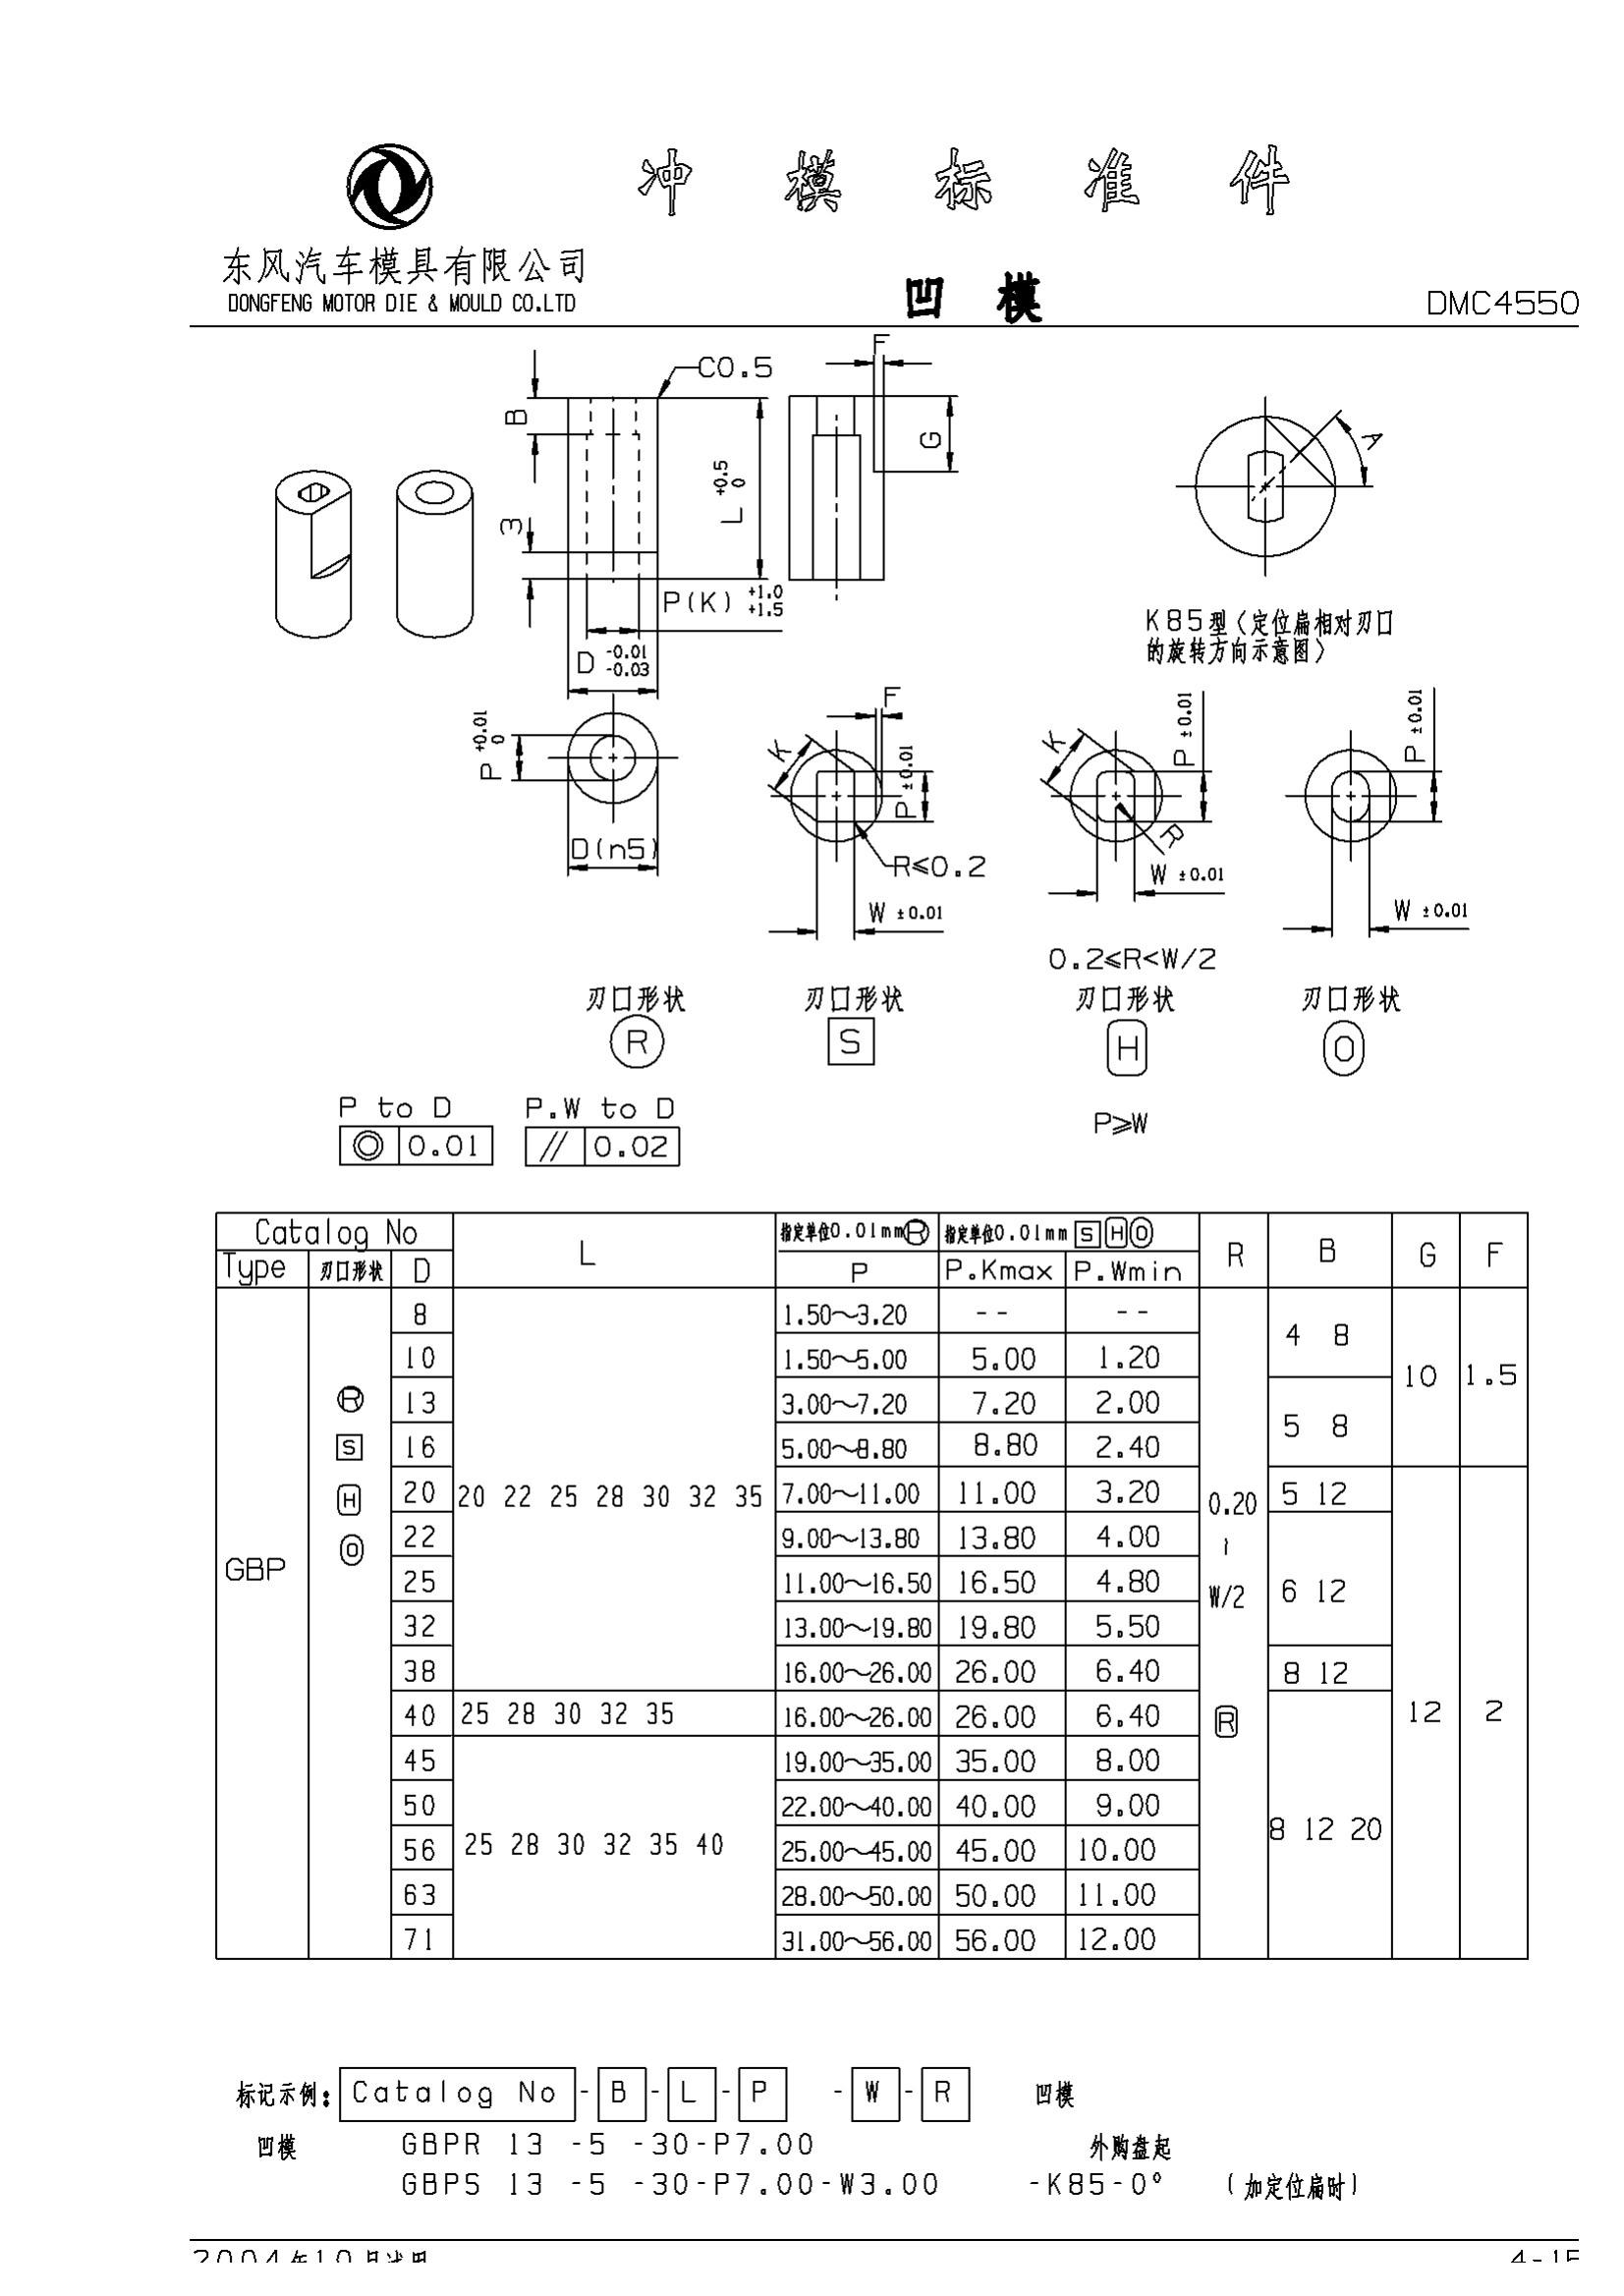 冲模标准件
东风汽车模具有限公司
DONGFENG MOTOR DIE & MOULD CO.LTD
凹 模
DMC4550
F
C0.5
B
G
A
L +0.5 0
3
P(K) +1.0 +1.5
D -0.01 -0.03
K85型(定位扁相对刃口
的旋转方向示意图)
P +0.01 0
D(n5)
F
K
P ±0.01
R≤0.2
W ±0.01
K
P ±0.01
R
W ±0.01
0.2≤R<W/2
P ±0.01
W ±0.01
刃口形状 刃口形状 刃口形状 刃口形状
R S H O
P to D P.W to D
◎ 0.01 // 0.02
P≥W
Catalog No L 指定单位0.01mm R 指定单位0.01mm S H O R B G F
Type 刃口形状 D P P.Kmax P.Wmin
8 1.50~3.20 -- --
4 8
10 1.50~5.00 5.00 1.20
10 1.5
R 13 3.00~7.20 7.20 2.00
5 8
S 16 5.00~8.80 8.80 2.40
H 20 20 22 25 28 30 32 35 7.00~11.00 11.00 3.20 0.20 5 12
O 22 9.00~13.80 13.80 4.00 ~
GBP 25 11.00~16.50 16.50 4.80 W/2 6 12
32 13.00~19.80 19.80 5.50
38 16.00~26.00 26.00 6.40 8 12
40 25 28 30 32 35 16.00~26.00 26.00 6.40 R 12 2
45 19.00~35.00 35.00 8.00
50 22.00~40.00 40.00 9.00
56 25 28 30 32 35 40 25.00~45.00 45.00 10.00 8 12 20
63 28.00~50.00 50.00 11.00
71 31.00~56.00 56.00 12.00
标记示例: Catalog No - B - L - P - W - R 凹模
凹模 GBPR 13 -5 -30-P7.00 外购盘起
GBPS 13 -5 -30-P7.00-W3.00 -K85-0° (加定位扁时)
2004年10月
4-15